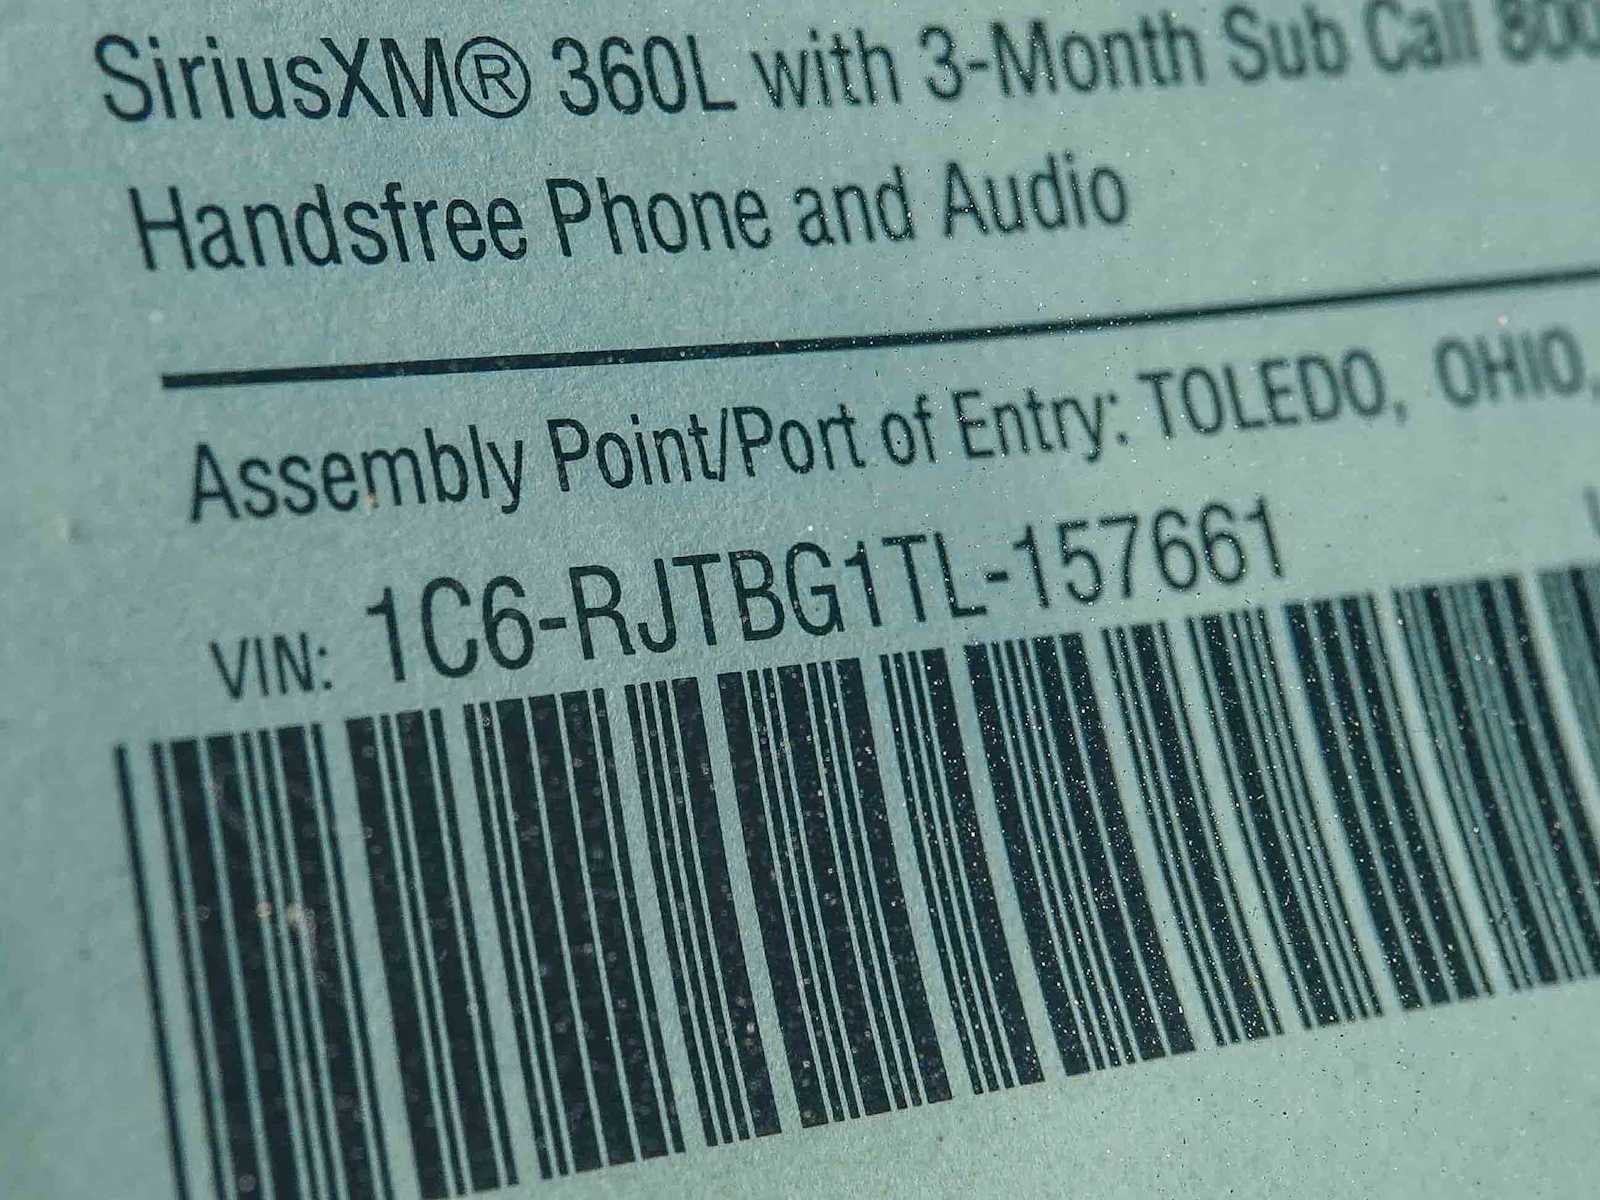 SiriusXM® 360L with 3-Month Sub Call 800
Handsfree Phone and Audio
Assembly Point/Port of Entry: TOLEDO, OHIO,
VIN: 1C6-RJTBG1TL-157661